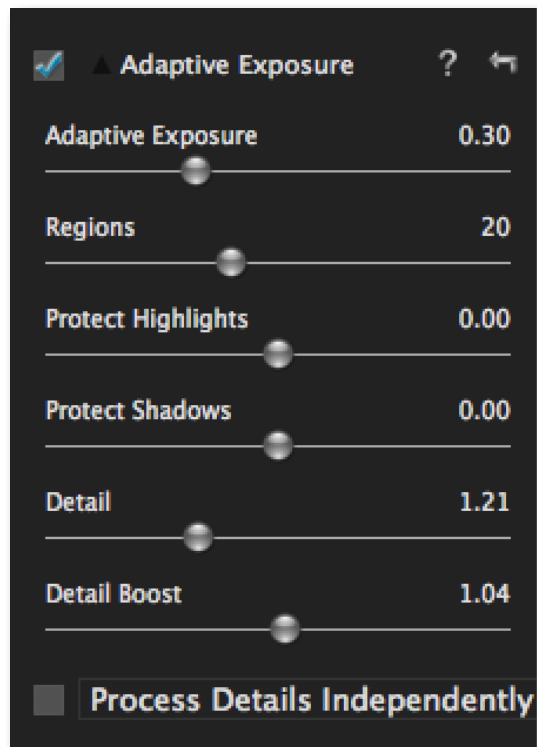 Adaptive Exposure ?
Adaptive Exposure 0.30
Regions 20
Protect Highlights 0.00
Protect Shadows 0.00
Detail 1.21
Detail Boost 1.04
Process Details Independently